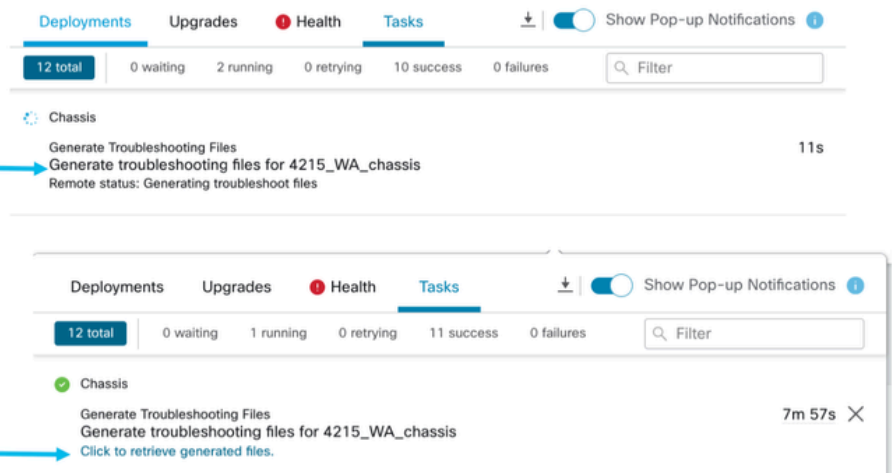 Deployments Upgrades Health Tasks Show Pop-up Notifications
12 total 0 waiting 2 running 0 retrying 10 success 0 failures Filter
Chassis
Generate Troubleshooting Files 11s
Generate troubleshooting files for 4215_WA_chassis
Remote status: Generating troubleshoot files
Deployments Upgrades Health Tasks Show Pop-up Notifications
12 total 0 waiting 1 running 0 retrying 11 success 0 failures Filter
Chassis
Generate Troubleshooting Files 7m 57s
Generate troubleshooting files for 4215_WA_chassis
Click to retrieve generated files.